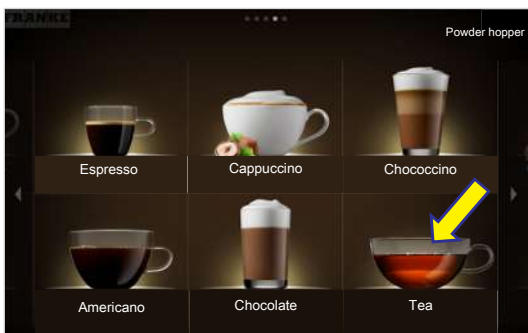 FRANKE
Powder hopper
Espresso
Cappuccino
Chococcino
Americano
Chocolate
Tea